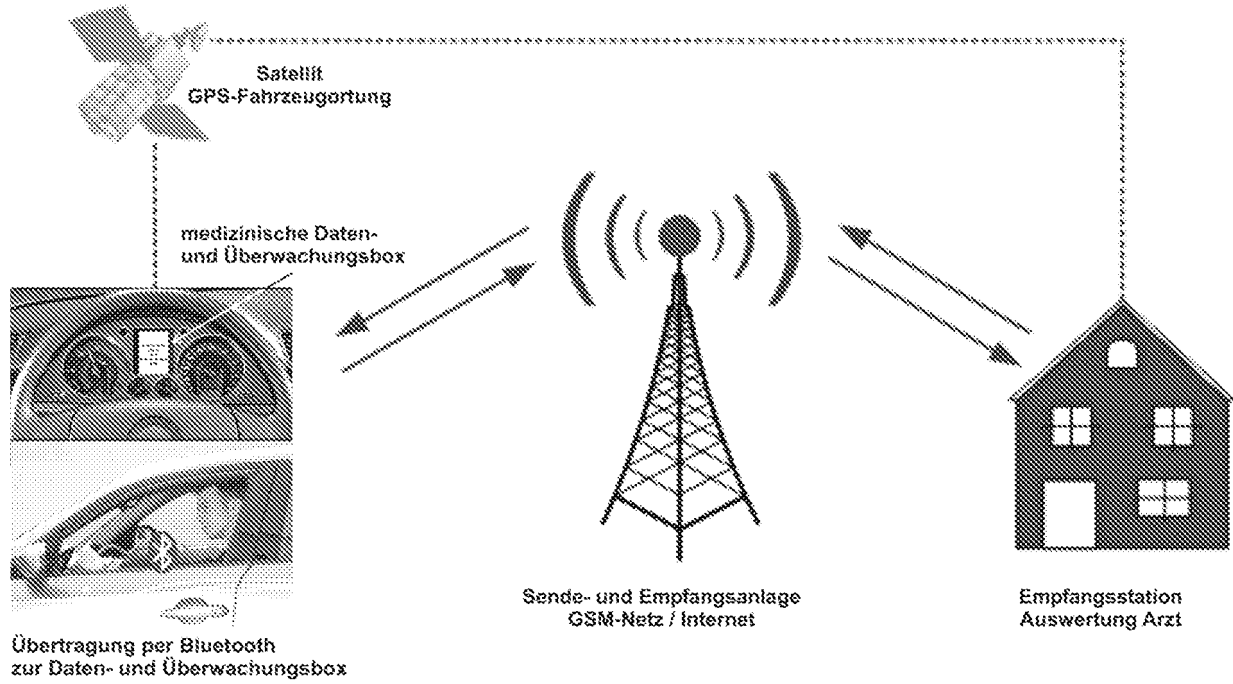 Satellit
GPS-Fahrzeugortung
medizinische Daten-
und Überwachungsbox
Sende- und Empfangsanlage
GSM-Netz / Internet
Empfangsstation
Auswertung Arzt
Übertragung per Bluetooth
zur Daten- und Überwachungsbox